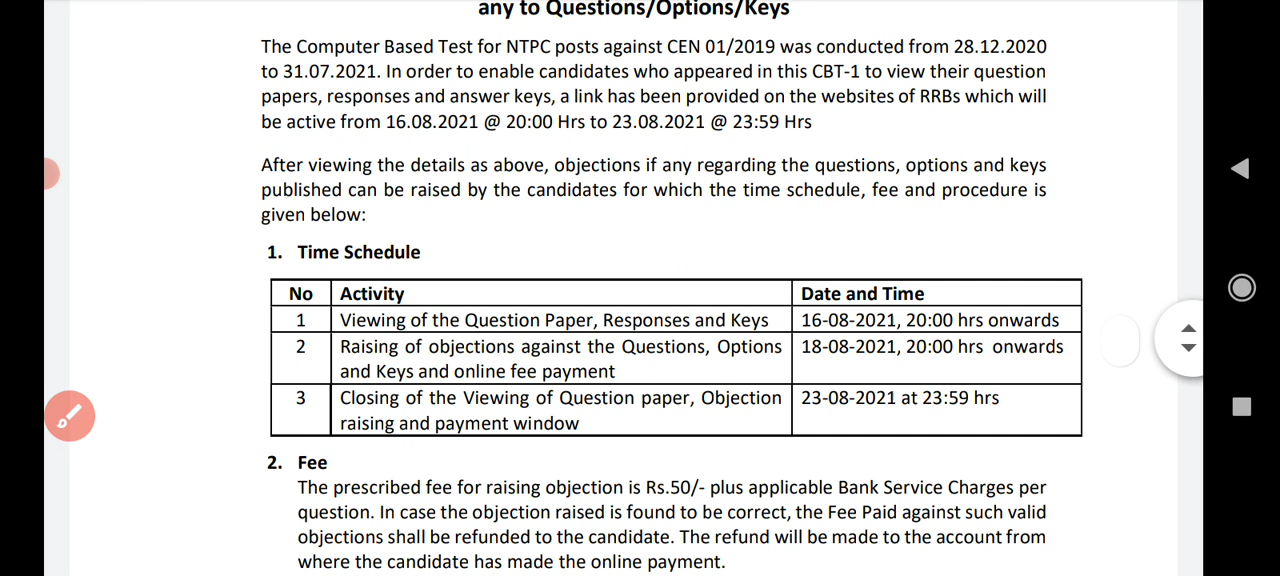 any to Questions/Options/Keys
The Computer Based Test for NTPC posts against CEN 01/2019 was conducted from 28.12.2020
to 31.07.2021. In order to enable candidates who appeared in this CBT-1 to view their question
papers, responses and answer keys, a link has been provided on the websites of RRBs which will
be active from 16.08.2021 @ 20:00 Hrs to 23.08.2021 @ 23:59 Hrs
After viewing the details as above, objections if any regarding the questions, options and keys
published can be raised by the candidates for which the time schedule, fee and procedure is
given below:
1. Time Schedule
No Activity Date and Time
1 Viewing of the Question Paper, Responses and Keys 16-08-2021, 20:00 hrs onwards
2 Raising of objections against the Questions, Options 18-08-2021, 20:00 hrs onwards
and Keys and online fee payment
3 Closing of the Viewing of Question paper, Objection 23-08-2021 at 23:59 hrs
raising and payment window
2. Fee
The prescribed fee for raising objection is Rs.50/- plus applicable Bank Service Charges per
question. In case the objection raised is found to be correct, the Fee Paid against such valid
objections shall be refunded to the candidate. The refund will be made to the account from
where the candidate has made the online payment.